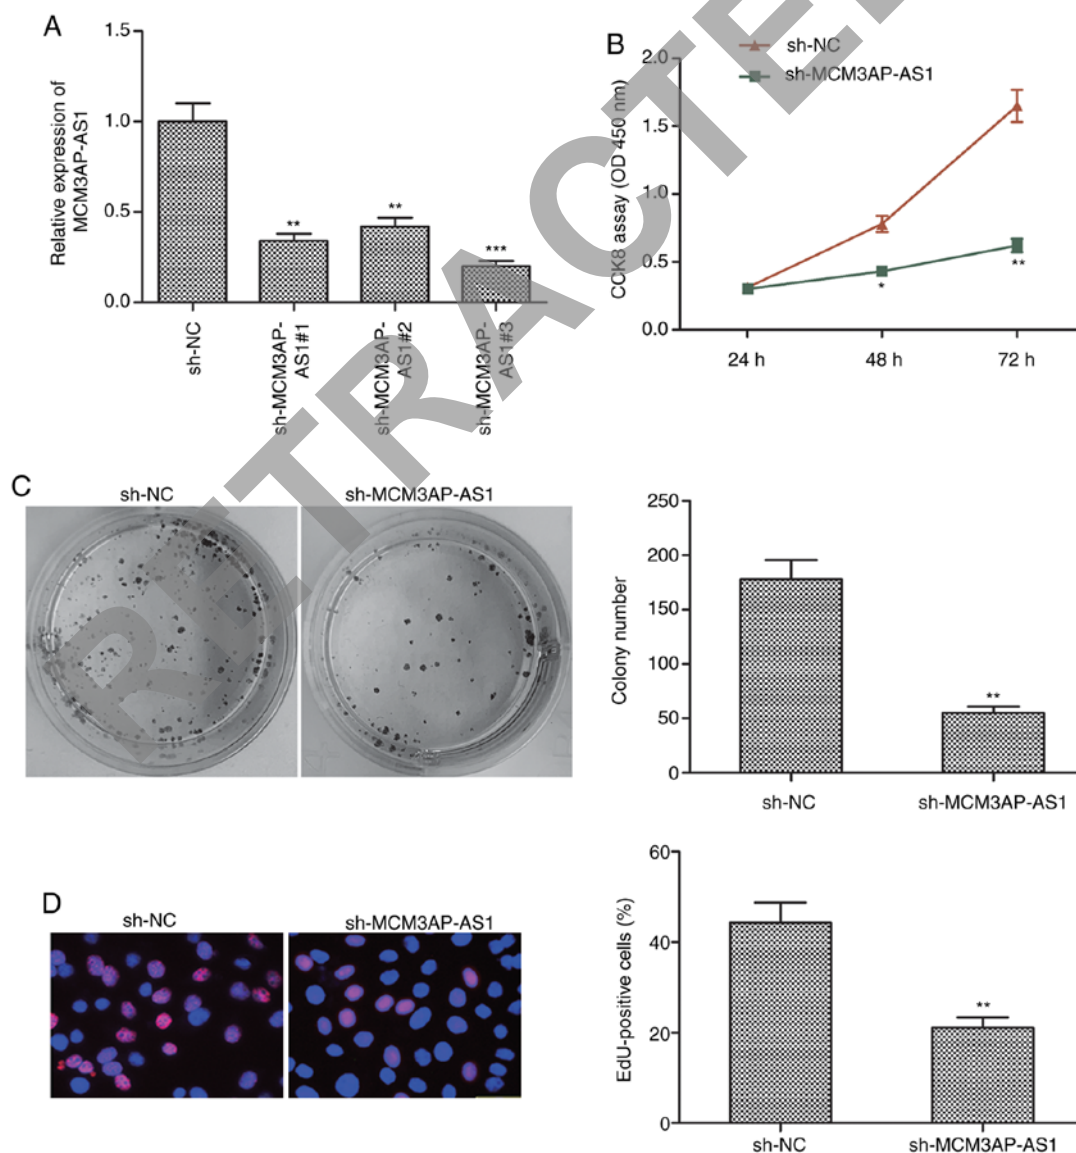 A
1.5
1.0
0.5
0.0
Relative expression of
MCM3AP-AS1
**
**
***
sh-NC
sh-MCM3AP-
AS1#1
sh-MCM3AP-
AS1#2
sh-MCM3AP-
AS1#3
B
sh-NC
sh-MCM3AP-AS1
2.0
1.5
1.0
0.5
0.0
CCK8 assay (OD 450 nm)
*
**
24 h
48 h
72 h
C
sh-NC
sh-MCM3AP-AS1
250
200
150
100
50
0
Colony number
**
sh-NC
sh-MCM3AP-AS1
D
sh-NC
sh-MCM3AP-AS1
60
40
20
0
EdU-positive cells (%)
**
sh-NC
sh-MCM3AP-AS1
RETRACTE